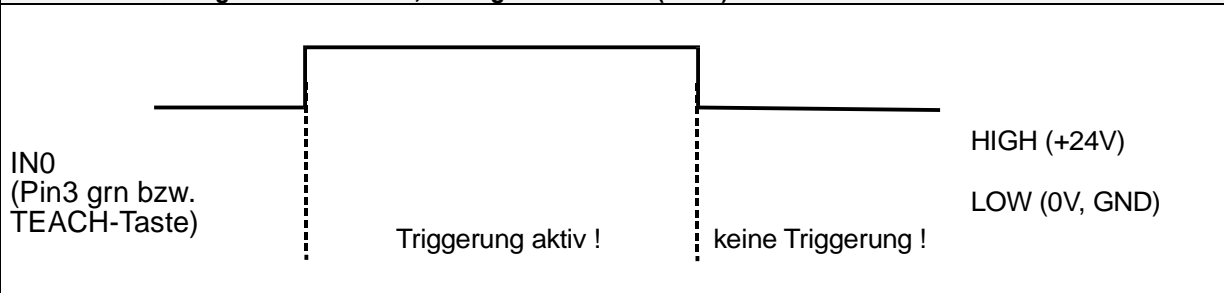 IN0
(Pin3 grn bzw.
TEACH-Taste)
Triggerung aktiv !
keine Triggerung !
HIGH (+24V)
LOW (0V, GND)